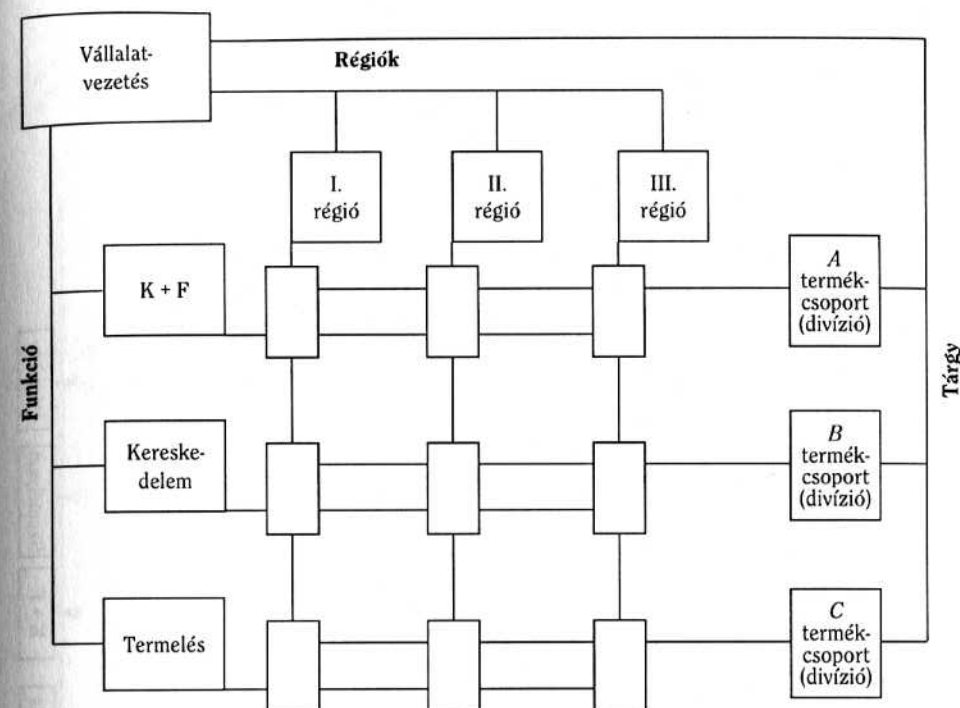 Vállalat-
vezetés
Régiók
I.
régió
II.
régió
III.
régió
K + F
A
termék-
csoport
(divízió)
Funkció
Tárgy
Kereske-
delem
B
termék-
csoport
(divízió)
Termelés
C
termék-
csoport
(divízió)